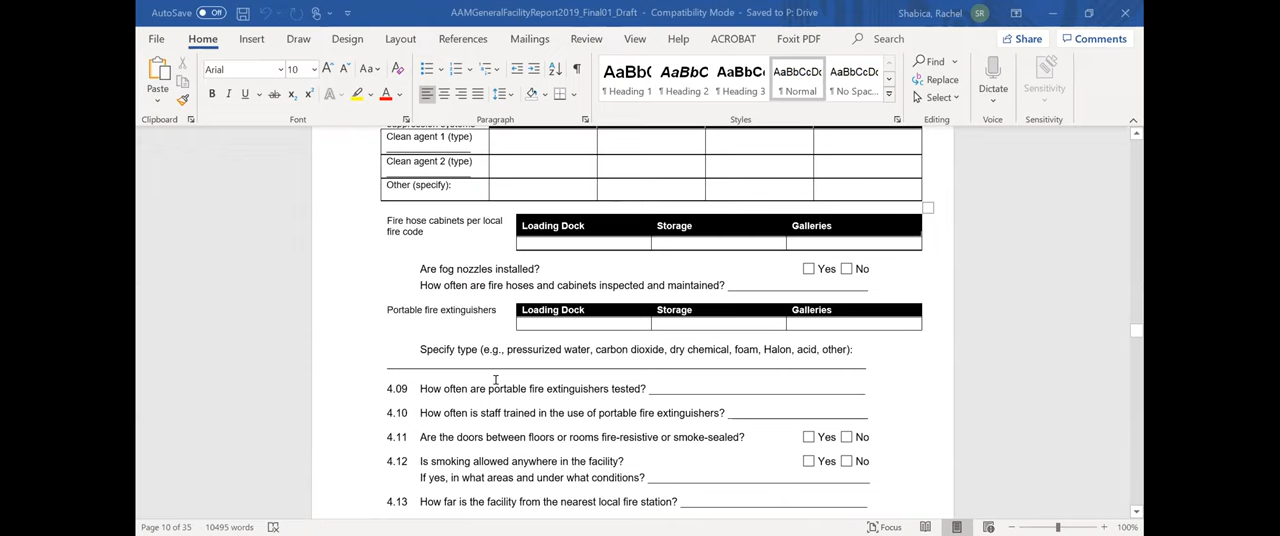 AutoSave Off AAMGeneralFacilityReport2019_Final01_Draft - Compatibility Mode - Saved to P: Drive Shabica, Rachel SR
File Home Insert Draw Design Layout References Mailings Review View Help ACROBAT Foxit PDF Search Share Comments
Paste Arial 10 Find
Replace
Select
Dictate Sensitivity
AaBb( AaBbC AaBbC AaBbCcDc AaBbCcDc
¶ Heading 1 ¶ Heading 2 ¶ Heading 3 ¶ Normal ¶ No Spac...
Clipboard Font Paragraph Styles Editing Voice Sensitivity
Clean agent 1 (type)
Clean agent 2 (type)
Other (specify):
Fire hose cabinets per local
fire code
Loading Dock Storage Galleries
Are fog nozzles installed? Yes No
How often are fire hoses and cabinets inspected and maintained?
Portable fire extinguishers Loading Dock Storage Galleries
Specify type (e.g., pressurized water, carbon dioxide, dry chemical, foam, Halon, acid, other):
4.09 How often are portable fire extinguishers tested?
4.10 How often is staff trained in the use of portable fire extinguishers?
4.11 Are the doors between floors or rooms fire-resistive or smoke-sealed? Yes No
4.12 Is smoking allowed anywhere in the facility? Yes No
If yes, in what areas and under what conditions?
4.13 How far is the facility from the nearest local fire station?
Page 10 of 35 10495 words Focus 100%